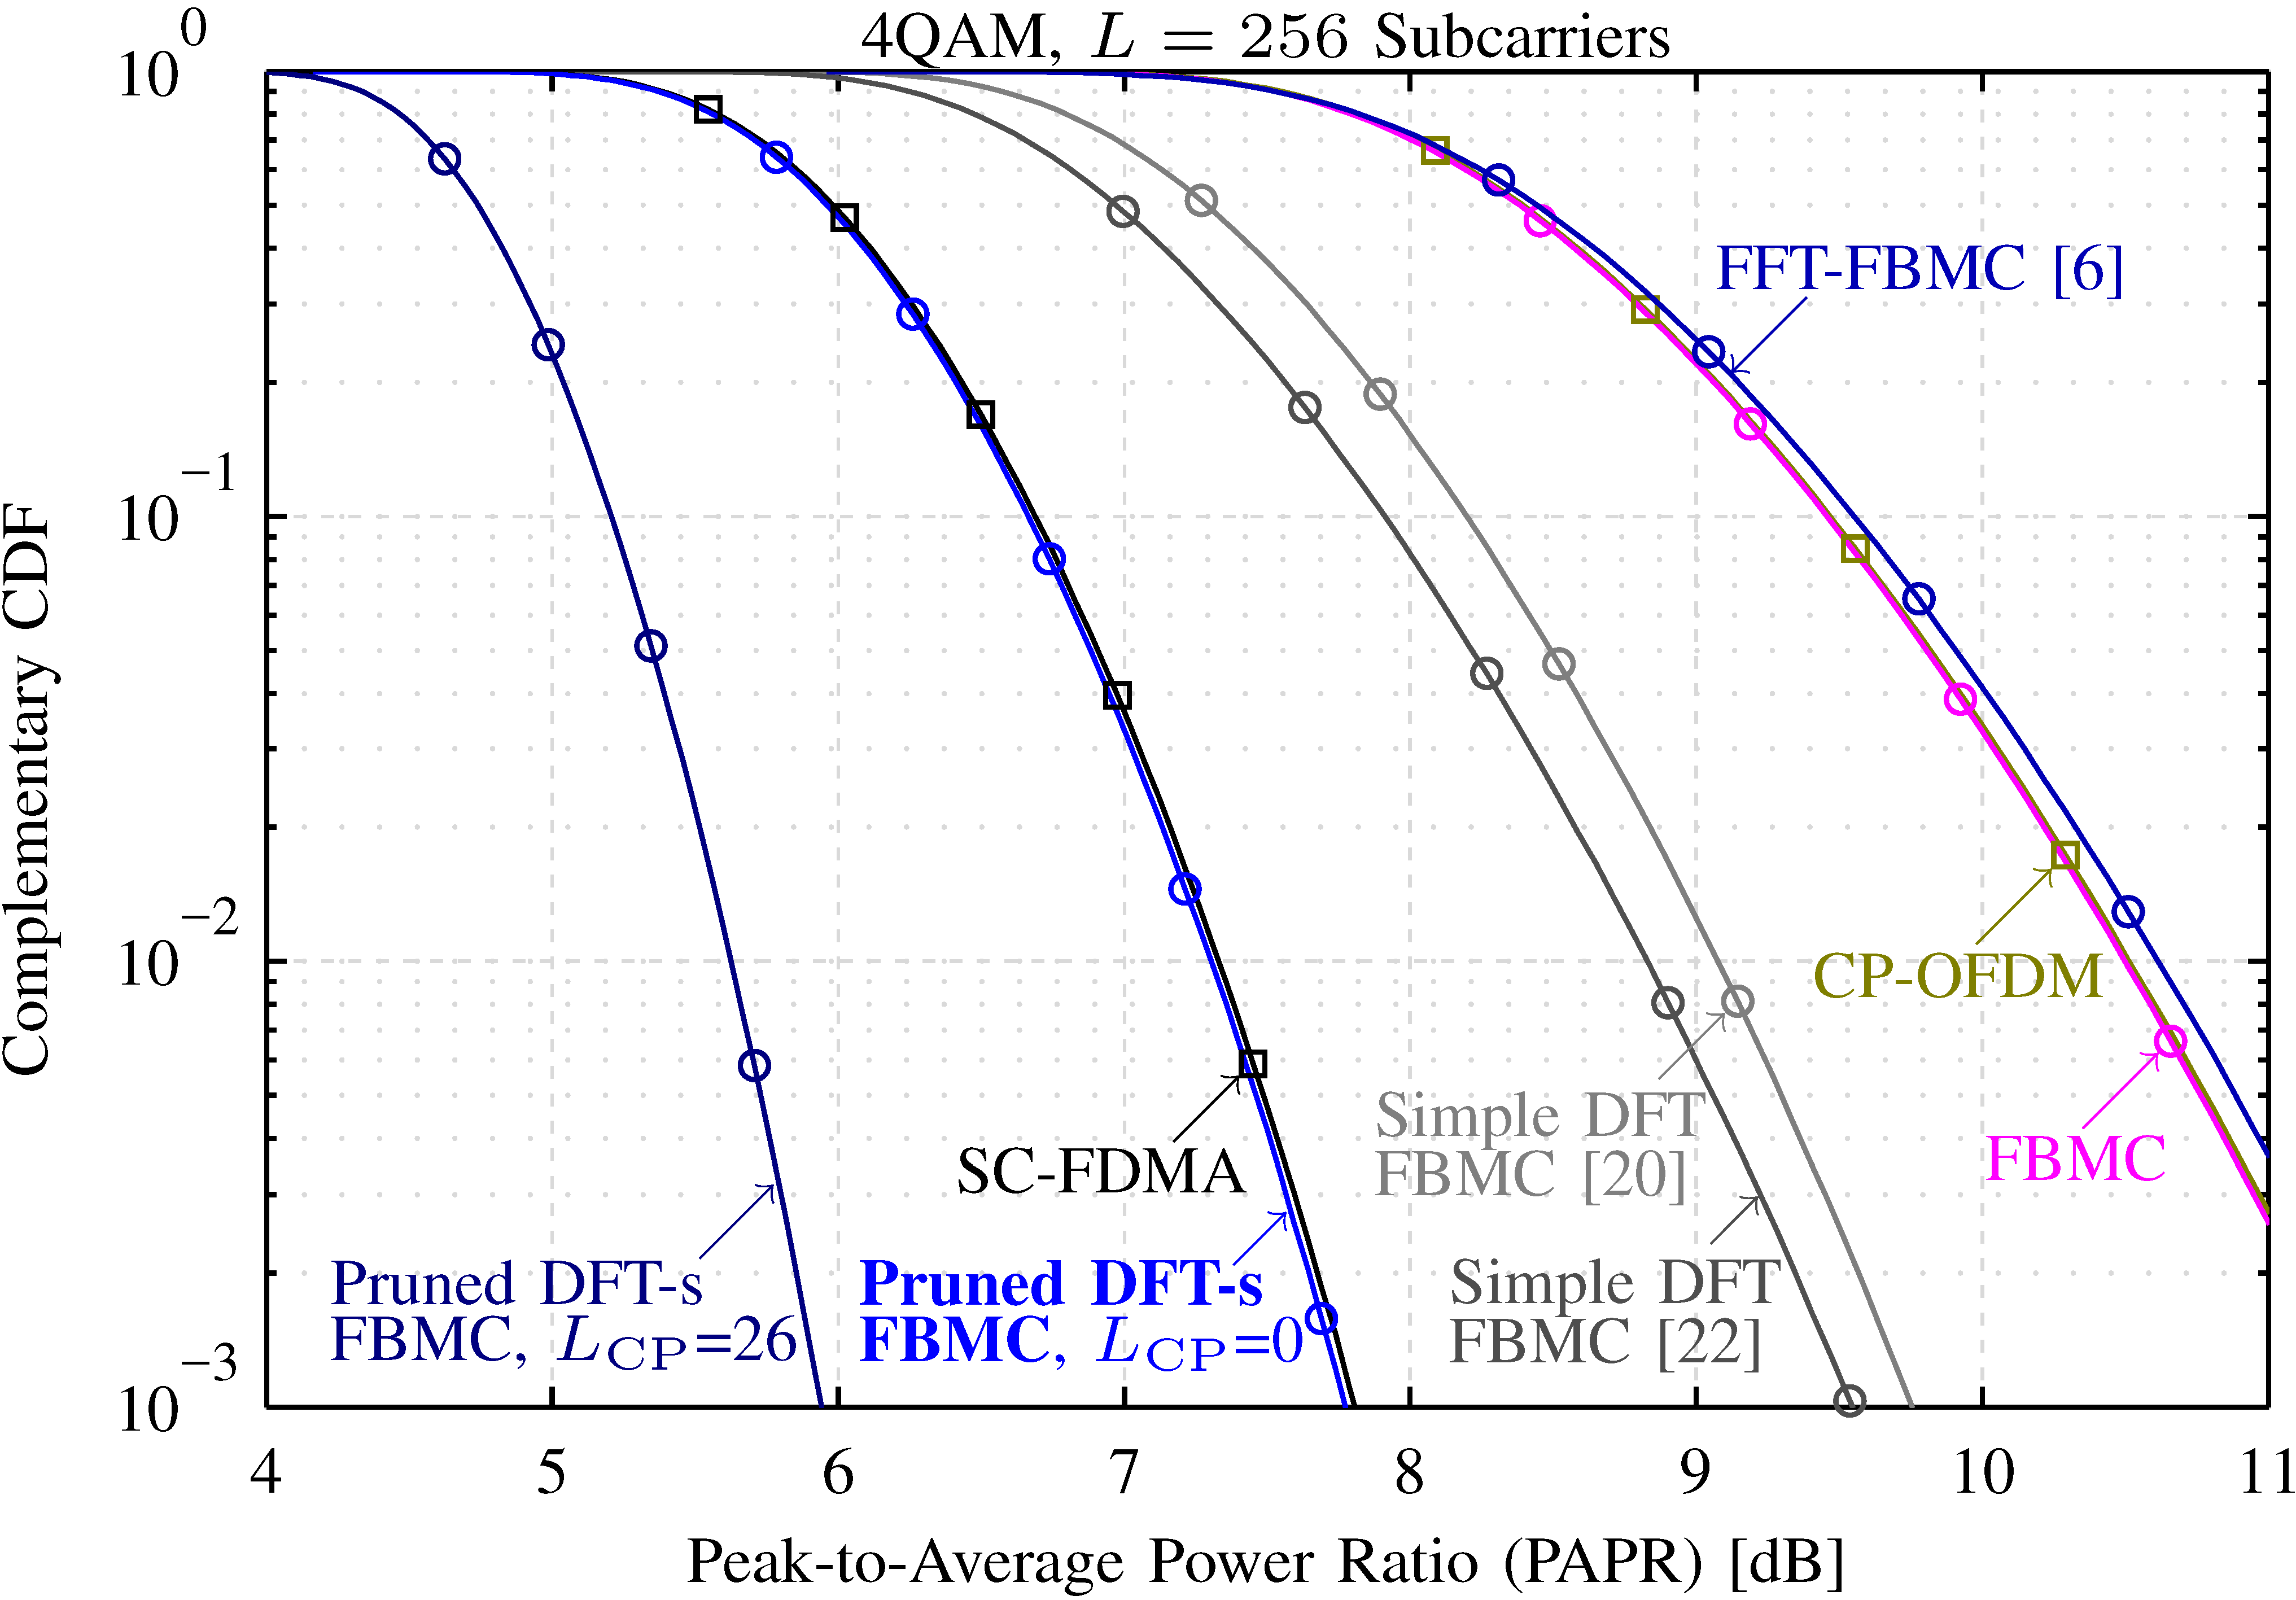 4QAM, L = 256 Subcarriers
10^0
10^−1
10^−2
10^−3
Complementary CDF
FFT-FBMC [6]
CP-OFDM
FBMC
Simple DFT
FBMC [20]
SC-FDMA
Simple DFT
FBMC [22]
Pruned DFT-s
FBMC, L_CP=26
Pruned DFT-s
FBMC, L_CP=0
4 5 6 7 8 9 10 11
Peak-to-Average Power Ratio (PAPR) [dB]